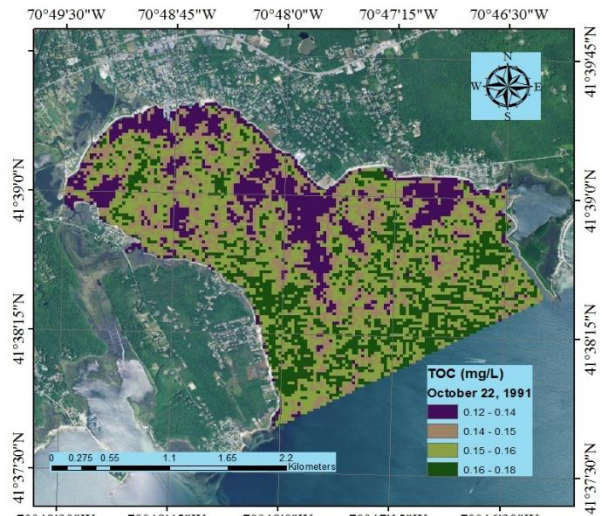 70°49'30"W 70°48'45"W 70°48'0"W 70°47'15"W 70°46'30"W
41°39'45"N
N
W E
S
41°39'0"N 41°39'0"N
41°38'15"N 41°38'15"N
TOC (mg/L)
October 22, 1991
0.12 - 0.14
0.14 - 0.15
0.15 - 0.16
0.16 - 0.18
0 0.275 0.55 1.1 1.65 2.2
Kilometers
41°37'30"N 41°37'30"N